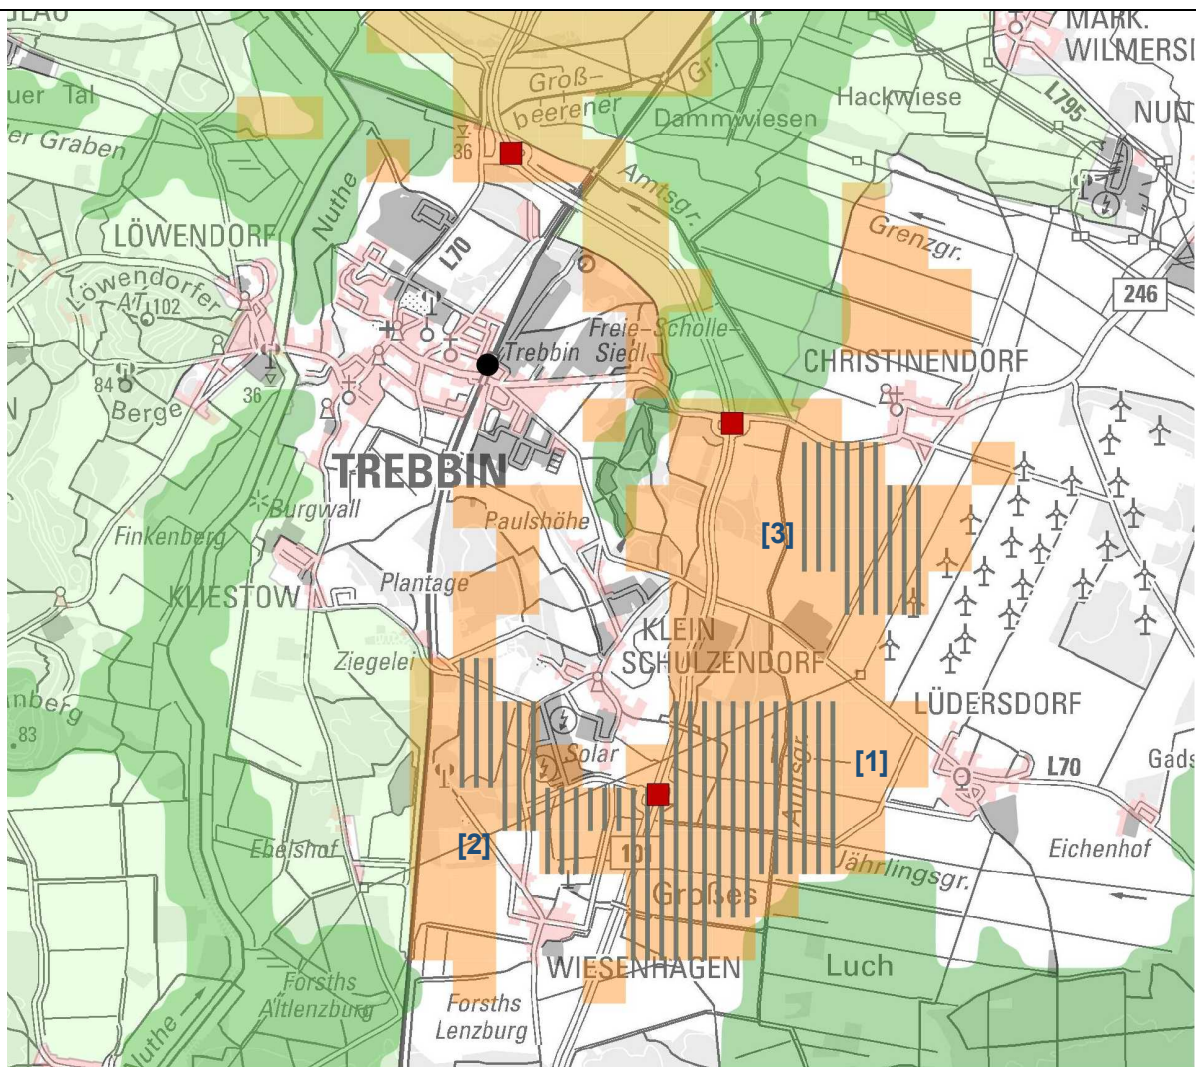 MARK.
WILMERS
Groß-
beerener
Gr.
uer Tal
Hackwiese
L795
NUN
Dammwiesen
er Graben
36
Amtsgr.
Nuthe
LÖWENDORF
L70
Grenzgr.
Löwendorfer
102
246
Freie-Scholle-
Trebbin Siedl.
CHRISTINENDORF
84
Berge
36
TREBBIN
Burgwall
Paulshöhe
Finkenberg
[3]
Plantage
KLIESTOW
KLEIN
SCHULZENDORF
Ziegelei
nberg
83
LÜDERSDORF
Solar
Amtsgr.
[1]
L70
Gads
[2]
Ebelshof
101
Eichenhof
Jährlingsgr.
Großes
WIESENHAGEN
Luch
Forsths
Altlenzburg
Forsths
Lenzburg
Nuthe